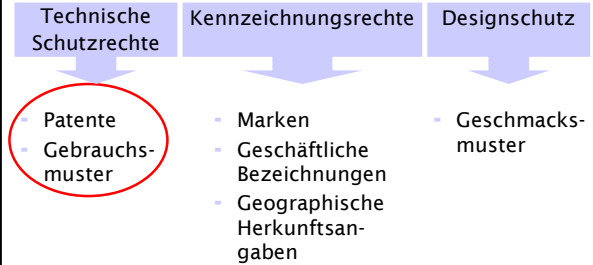 Technische
Schutzrechte
- Patente
- Gebrauchs-
muster
Kennzeichnungsrechte
- Marken
- Geschäftliche
Bezeichnungen
- Geographische
Herkunftsan-
gaben
Designschutz
- Geschmacks-
muster